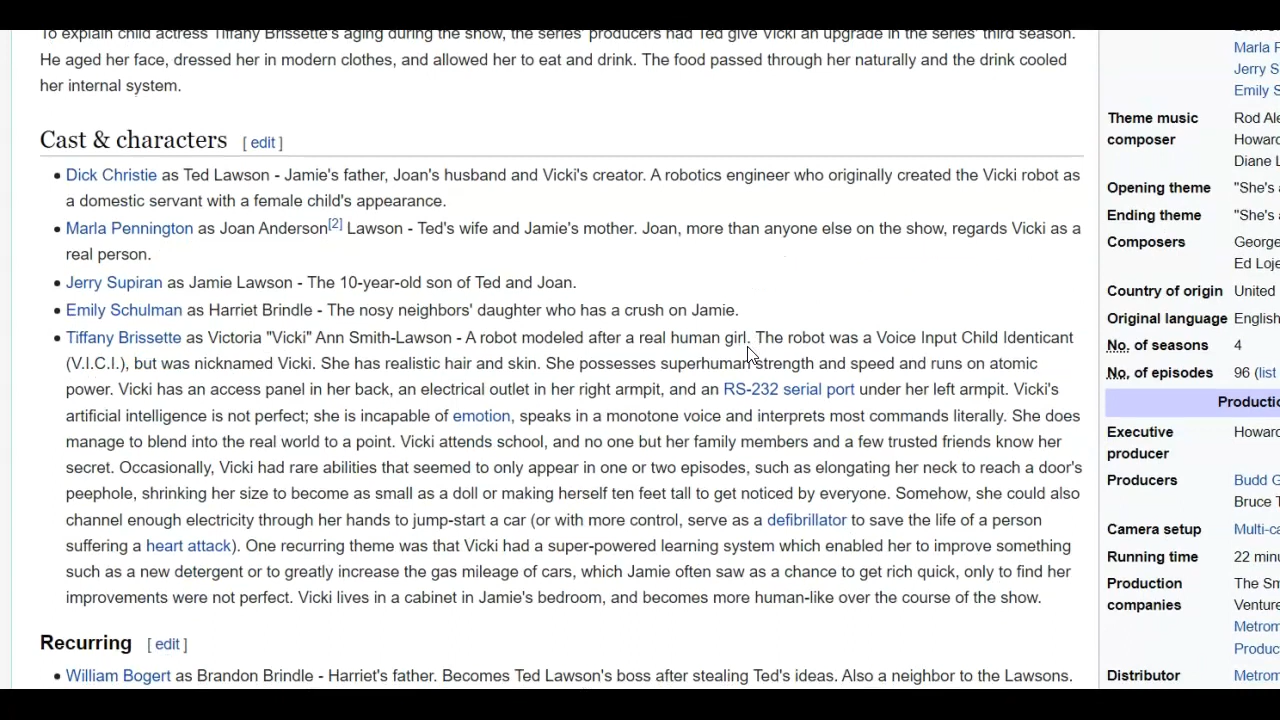 To explain child actress Tiffany Brissette's aging during the show, the series' producers had Ted give Vicki an upgrade in the series' third season.
He aged her face, dressed her in modern clothes, and allowed her to eat and drink. The food passed through her naturally and the drink cooled
her internal system.
Cast & characters [ edit ]
• Dick Christie as Ted Lawson - Jamie's father, Joan's husband and Vicki's creator. A robotics engineer who originally created the Vicki robot as
a domestic servant with a female child's appearance.
• Marla Pennington as Joan Anderson[2] Lawson - Ted's wife and Jamie's mother. Joan, more than anyone else on the show, regards Vicki as a
real person.
• Jerry Supiran as Jamie Lawson - The 10-year-old son of Ted and Joan.
• Emily Schulman as Harriet Brindle - The nosy neighbors' daughter who has a crush on Jamie.
• Tiffany Brissette as Victoria "Vicki" Ann Smith-Lawson - A robot modeled after a real human girl. The robot was a Voice Input Child Identicant
(V.I.C.I.), but was nicknamed Vicki. She has realistic hair and skin. She possesses superhuman strength and speed and runs on atomic
power. Vicki has an access panel in her back, an electrical outlet in her right armpit, and an RS-232 serial port under her left armpit. Vicki's
artificial intelligence is not perfect; she is incapable of emotion, speaks in a monotone voice and interprets most commands literally. She does
manage to blend into the real world to a point. Vicki attends school, and no one but her family members and a few trusted friends know her
secret. Occasionally, Vicki had rare abilities that seemed to only appear in one or two episodes, such as elongating her neck to reach a door's
peephole, shrinking her size to become as small as a doll or making herself ten feet tall to get noticed by everyone. Somehow, she could also
channel enough electricity through her hands to jump-start a car (or with more control, serve as a defibrillator to save the life of a person
suffering a heart attack). One recurring theme was that Vicki had a super-powered learning system which enabled her to improve something
such as a new detergent or to greatly increase the gas mileage of cars, which Jamie often saw as a chance to get rich quick, only to find her
improvements were not perfect. Vicki lives in a cabinet in Jamie's bedroom, and becomes more human-like over the course of the show.
Recurring [ edit ]
• William Bogert as Brandon Brindle - Harriet's father. Becomes Ted Lawson's boss after stealing Ted's ideas. Also a neighbor to the Lawsons.
Marla P
Jerry S
Emily S
Theme music Rod Ale
composer Howard
Diane L
Opening theme "She's a
Ending theme "She's a
Composers George
Ed Loje
Country of origin United
Original language English
No. of seasons 4
No. of episodes 96 (list
Productio
Executive Howard
producer
Producers Budd G
Bruce T
Camera setup Multi-ca
Running time 22 minu
Production The Sm
companies Venture
Metrom
Produc
Distributor Metrom